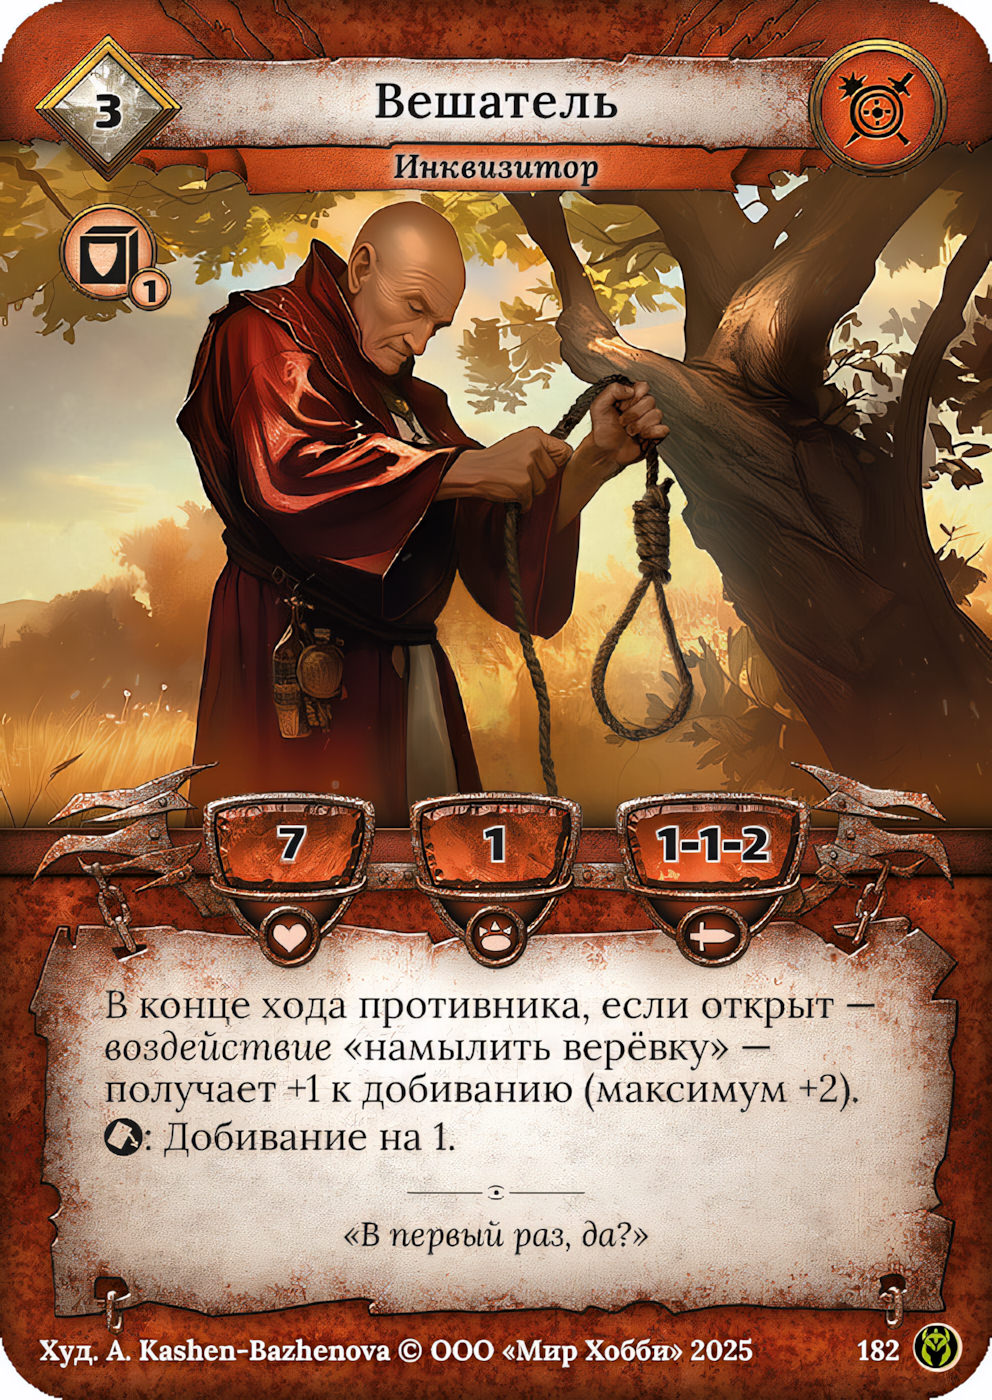 3
Вешатель
Инквизитор
1
7
1
1-1-2
В конце хода противника, если открыт —
воздействие «намылить верёвку» —
получает +1 к добиванию (максимум +2).
: Добивание на 1.
«В первый раз, да?»
Худ. А. Kashen-Bazhenova © ООО «Мир Хобби» 2025
182